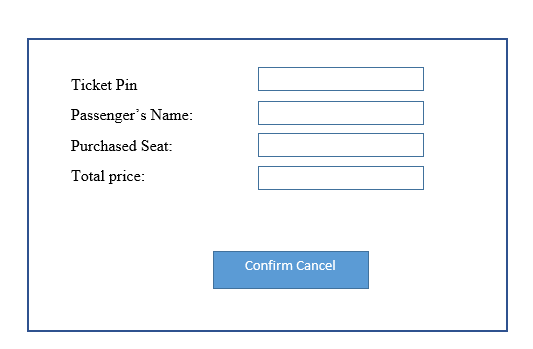 Ticket Pin
Passenger’s Name:
Purchased Seat:
Total price:
Confirm Cancel